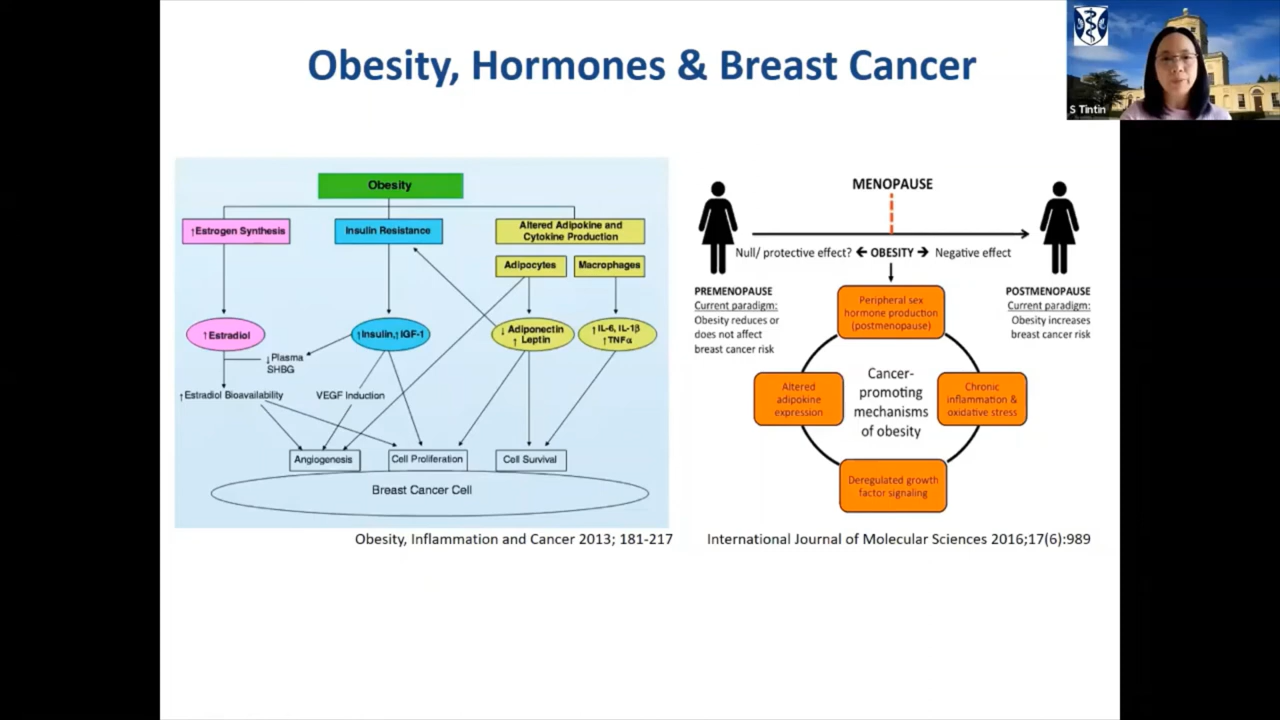 Obesity, Hormones & Breast Cancer
S Tintin
Obesity
↑Estrogen Synthesis
Insulin Resistance
Altered Adipokine and
Cytokine Production
Adipocytes
Macrophages
↑Estradiol
↑Insulin,↑IGF-1
↓ Adiponectin
↑ Leptin
↑IL-6, IL-1β
↑TNFα
↓Plasma
SHBG
↑Estradiol Bioavailability
VEGF Induction
Angiogenesis
Cell Proliferation
Cell Survival
Breast Cancer Cell
Obesity, Inflammation and Cancer 2013; 181-217
MENOPAUSE
Null/ protective effect? ← OBESITY → Negative effect
PREMENOPAUSE
Current paradigm:
Obesity reduces or
does not affect
breast cancer risk
POSTMENOPAUSE
Current paradigm:
Obesity increases
breast cancer risk
Peripheral sex
hormone production
(postmenopause)
Altered
adipokine
expression
Cancer-
promoting
mechanisms
of obesity
Chronic
inflammation &
oxidative stress
Deregulated growth
factor signaling
International Journal of Molecular Sciences 2016;17(6):989